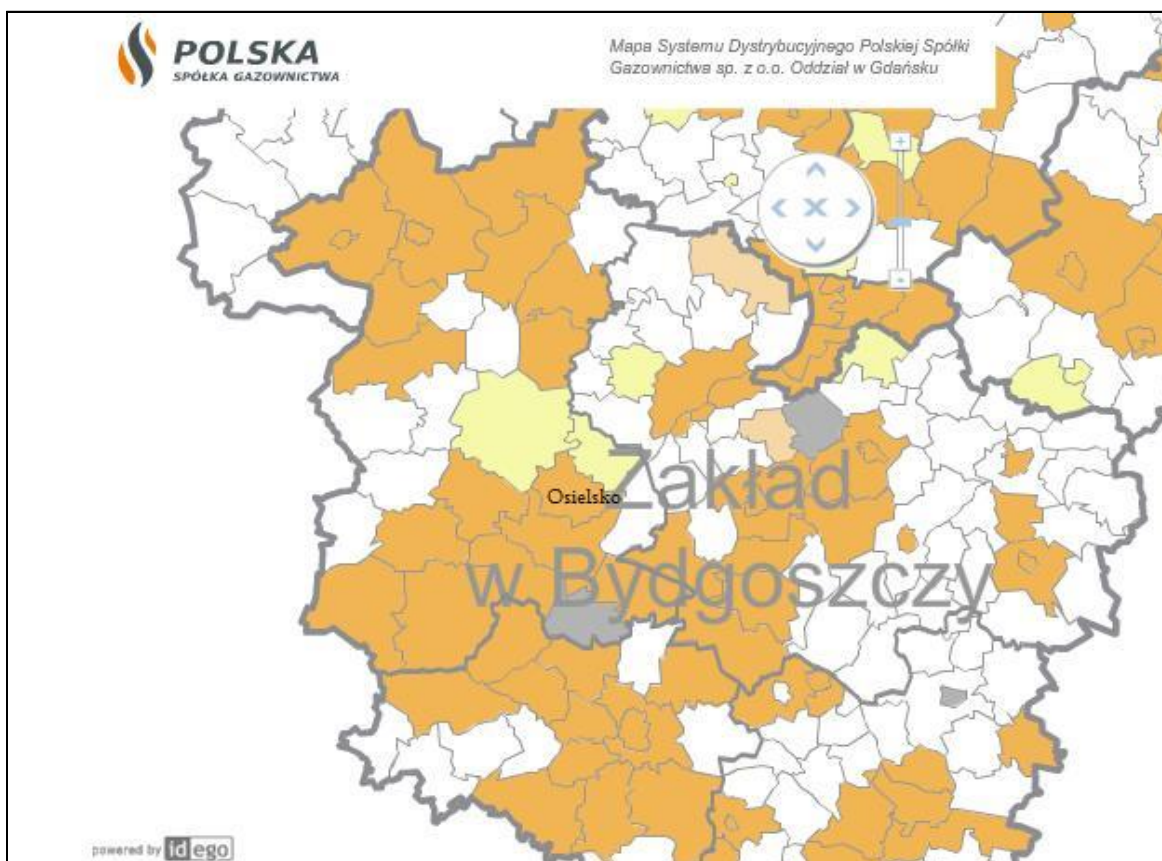 POLSKA
SPÓŁKA GAZOWNICTWA
Mapa Systemu Dystrybucyjnego Polskiej Spółki
Gazownictwa sp. z o.o. Oddział w Gdańsku
Osielsko
Zakład
w Bydgoszczy
powered by idego